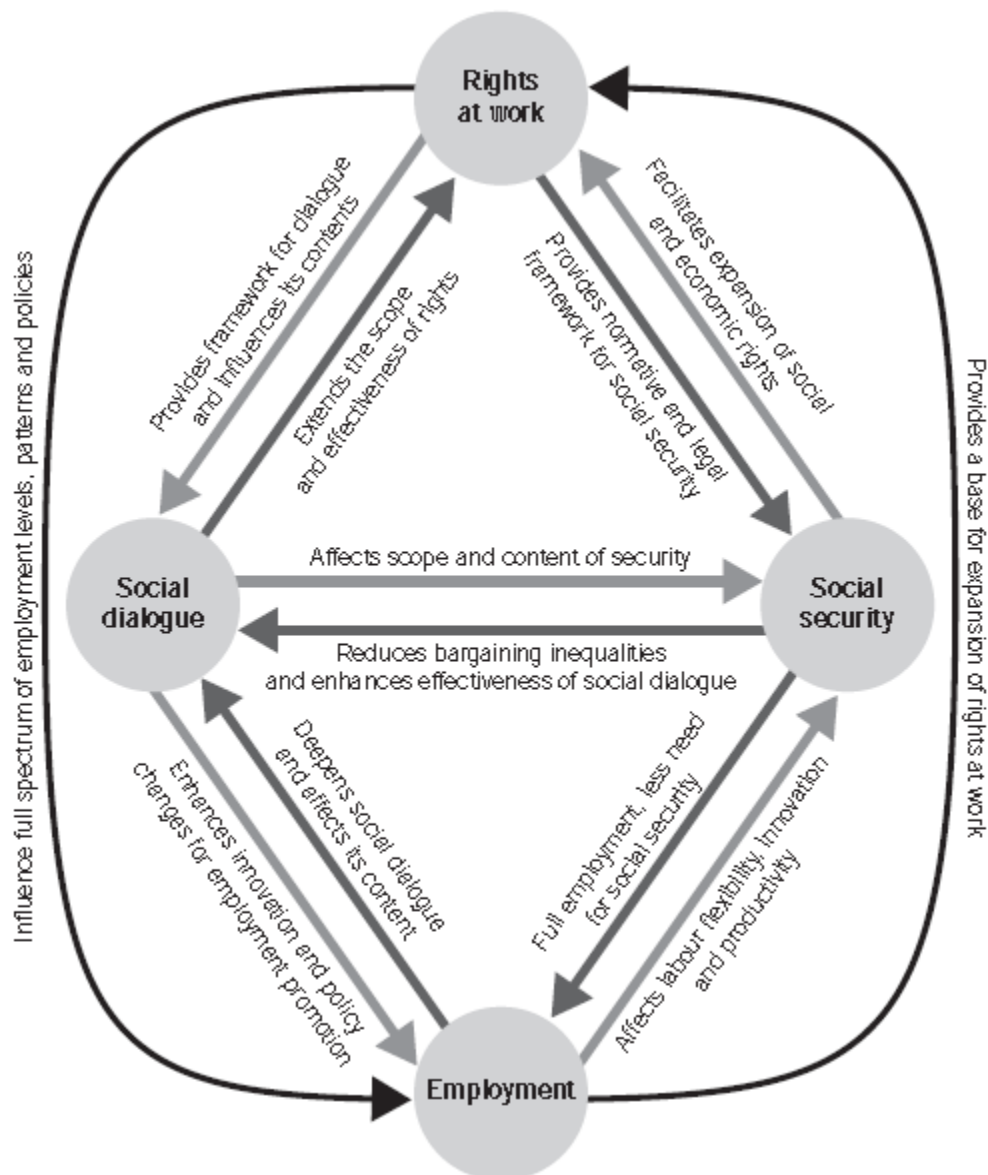 Rights
at work
Provides framework for dialogue
and influences its contents
Extends the scope
and effectiveness of rights
Provides normative and legal
framework for social security
Facilitates expansion of social
and economic rights
Influence full spectrum of employment levels, patterns and policies
Provides a base for expansion of rights at work
Social
dialogue
Affects scope and content of security
Reduces bargaining inequalities
and enhances effectiveness of social dialogue
Social
security
Enhances innovation and policy
changes for employment promotion
Deepens social dialogue
and affects its content
Full employment, less need
for social security
Affects labour flexibility, innovation
and productivity
Employment